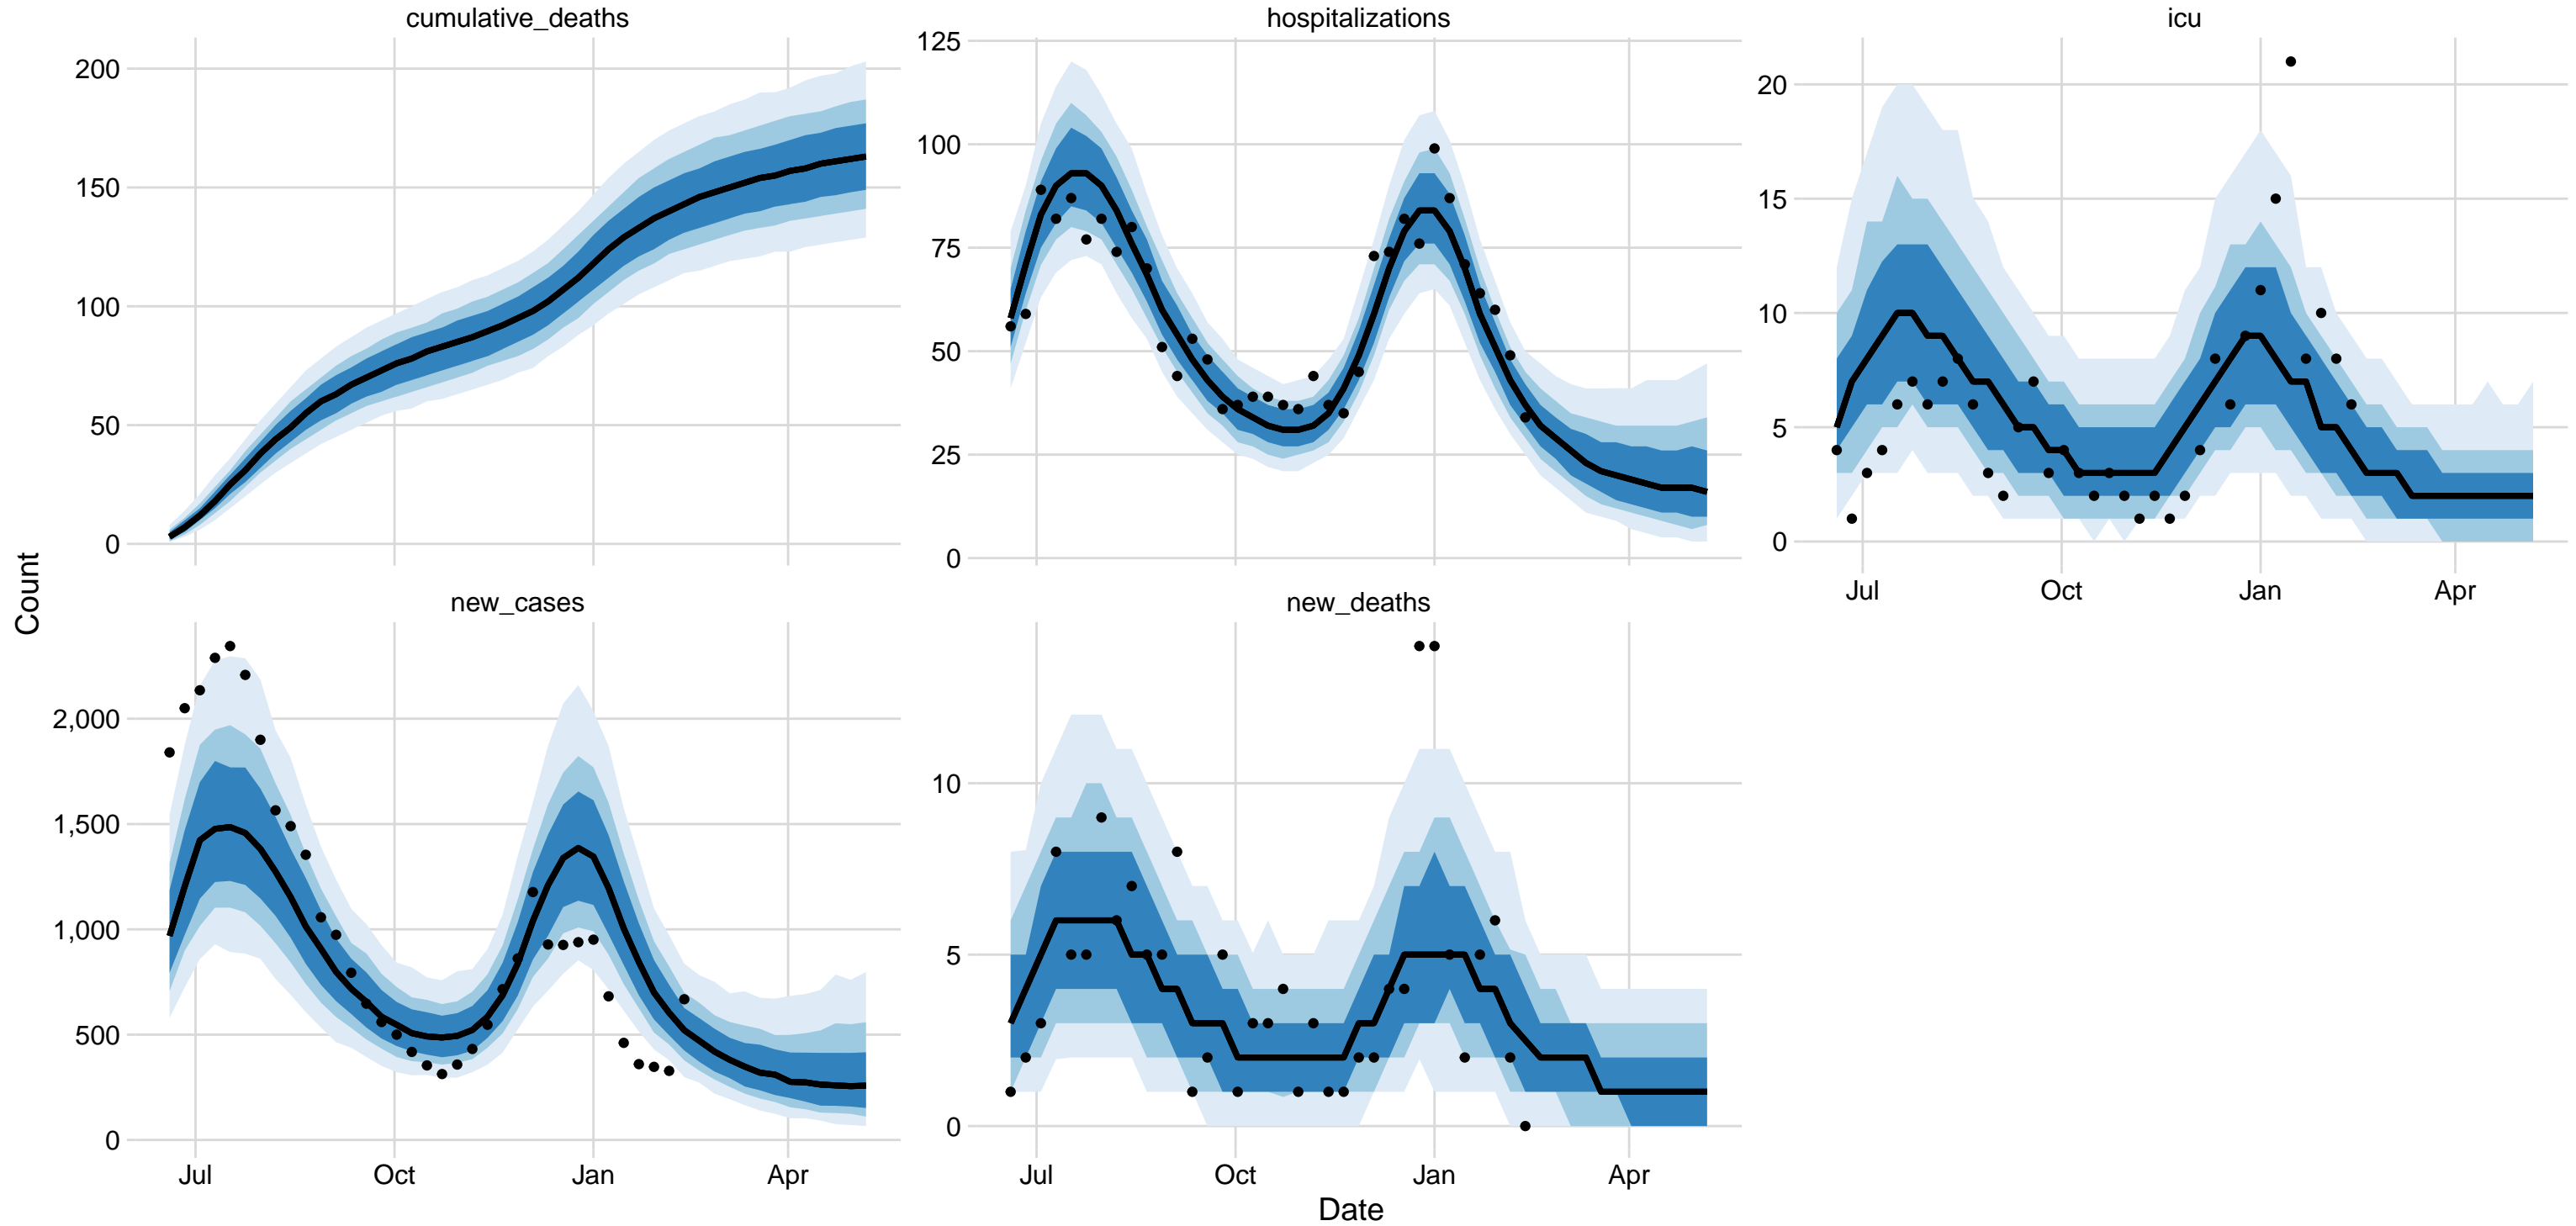 cumulative_deaths
200
150
100
50
0
hospitalizations
125
100
75
50
25
0
icu
20
15
10
5
0
Jul Oct Jan Apr
Count
new_cases
2,000
1,500
1,000
500
0
Jul Oct Jan Apr
new_deaths
10
5
0
Jul Oct Jan Apr
Date